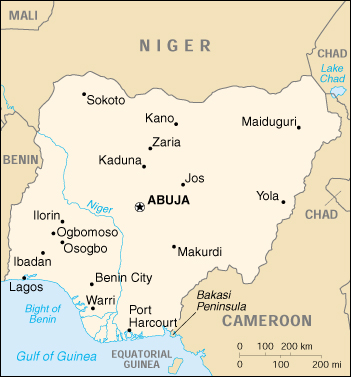 MALI
NIGER
CHAD
Lake
Chad
Sokoto
Kano
Maiduguri
Zaria
Kaduna
BENIN
Jos
Niger
ABUJA
Yola
CHAD
Ilorin
Ogbomoso
Osogbo
Makurdi
Ibadan
Lagos
Benin City
Bakasi
Peninsula
Warri
Port
Harcourt
Bight of
Benin
CAMEROON
Gulf of Guinea
EQUATORIAL
GUINEA
0 100 200 km
0 100 200 mi